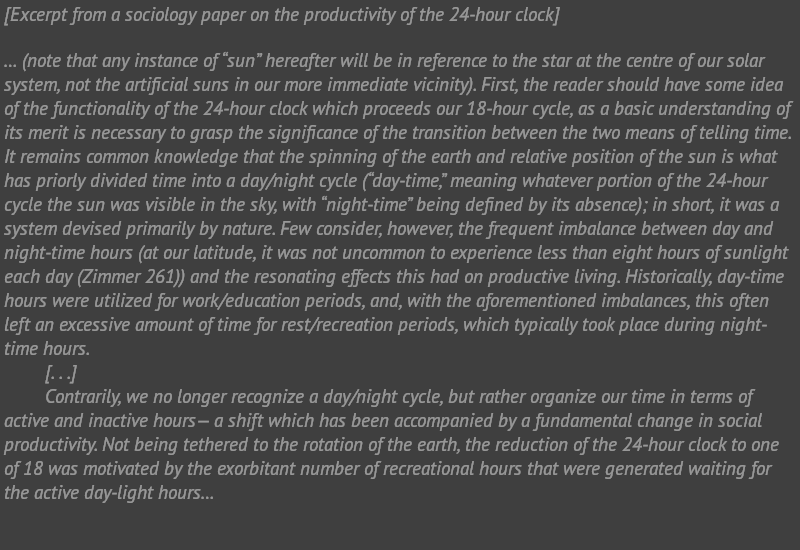 [Excerpt from a sociology paper on the productivity of the 24-hour clock]
... (note that any instance of “sun” hereafter will be in reference to the star at the centre of our solar
system, not the artificial suns in our more immediate vicinity). First, the reader should have some idea
of the functionality of the 24-hour clock which proceeds our 18-hour cycle, as a basic understanding of
its merit is necessary to grasp the significance of the transition between the two means of telling time.
It remains common knowledge that the spinning of the earth and relative position of the sun is what
has priorly divided time into a day/night cycle (“day-time,” meaning whatever portion of the 24-hour
cycle the sun was visible in the sky, with “night-time” being defined by its absence); in short, it was a
system devised primarily by nature. Few consider, however, the frequent imbalance between day and
night-time hours (at our latitude, it was not uncommon to experience less than eight hours of sunlight
each day (Zimmer 261)) and the resonating effects this had on productive living. Historically, day-time
hours were utilized for work/education periods, and, with the aforementioned imbalances, this often
left an excessive amount of time for rest/recreation periods, which typically took place during night-
time hours.
[. . .]
Contrarily, we no longer recognize a day/night cycle, but rather organize our time in terms of
active and inactive hours— a shift which has been accompanied by a fundamental change in social
productivity. Not being tethered to the rotation of the earth, the reduction of the 24-hour clock to one
of 18 was motivated by the exorbitant number of recreational hours that were generated waiting for
the active day-light hours...